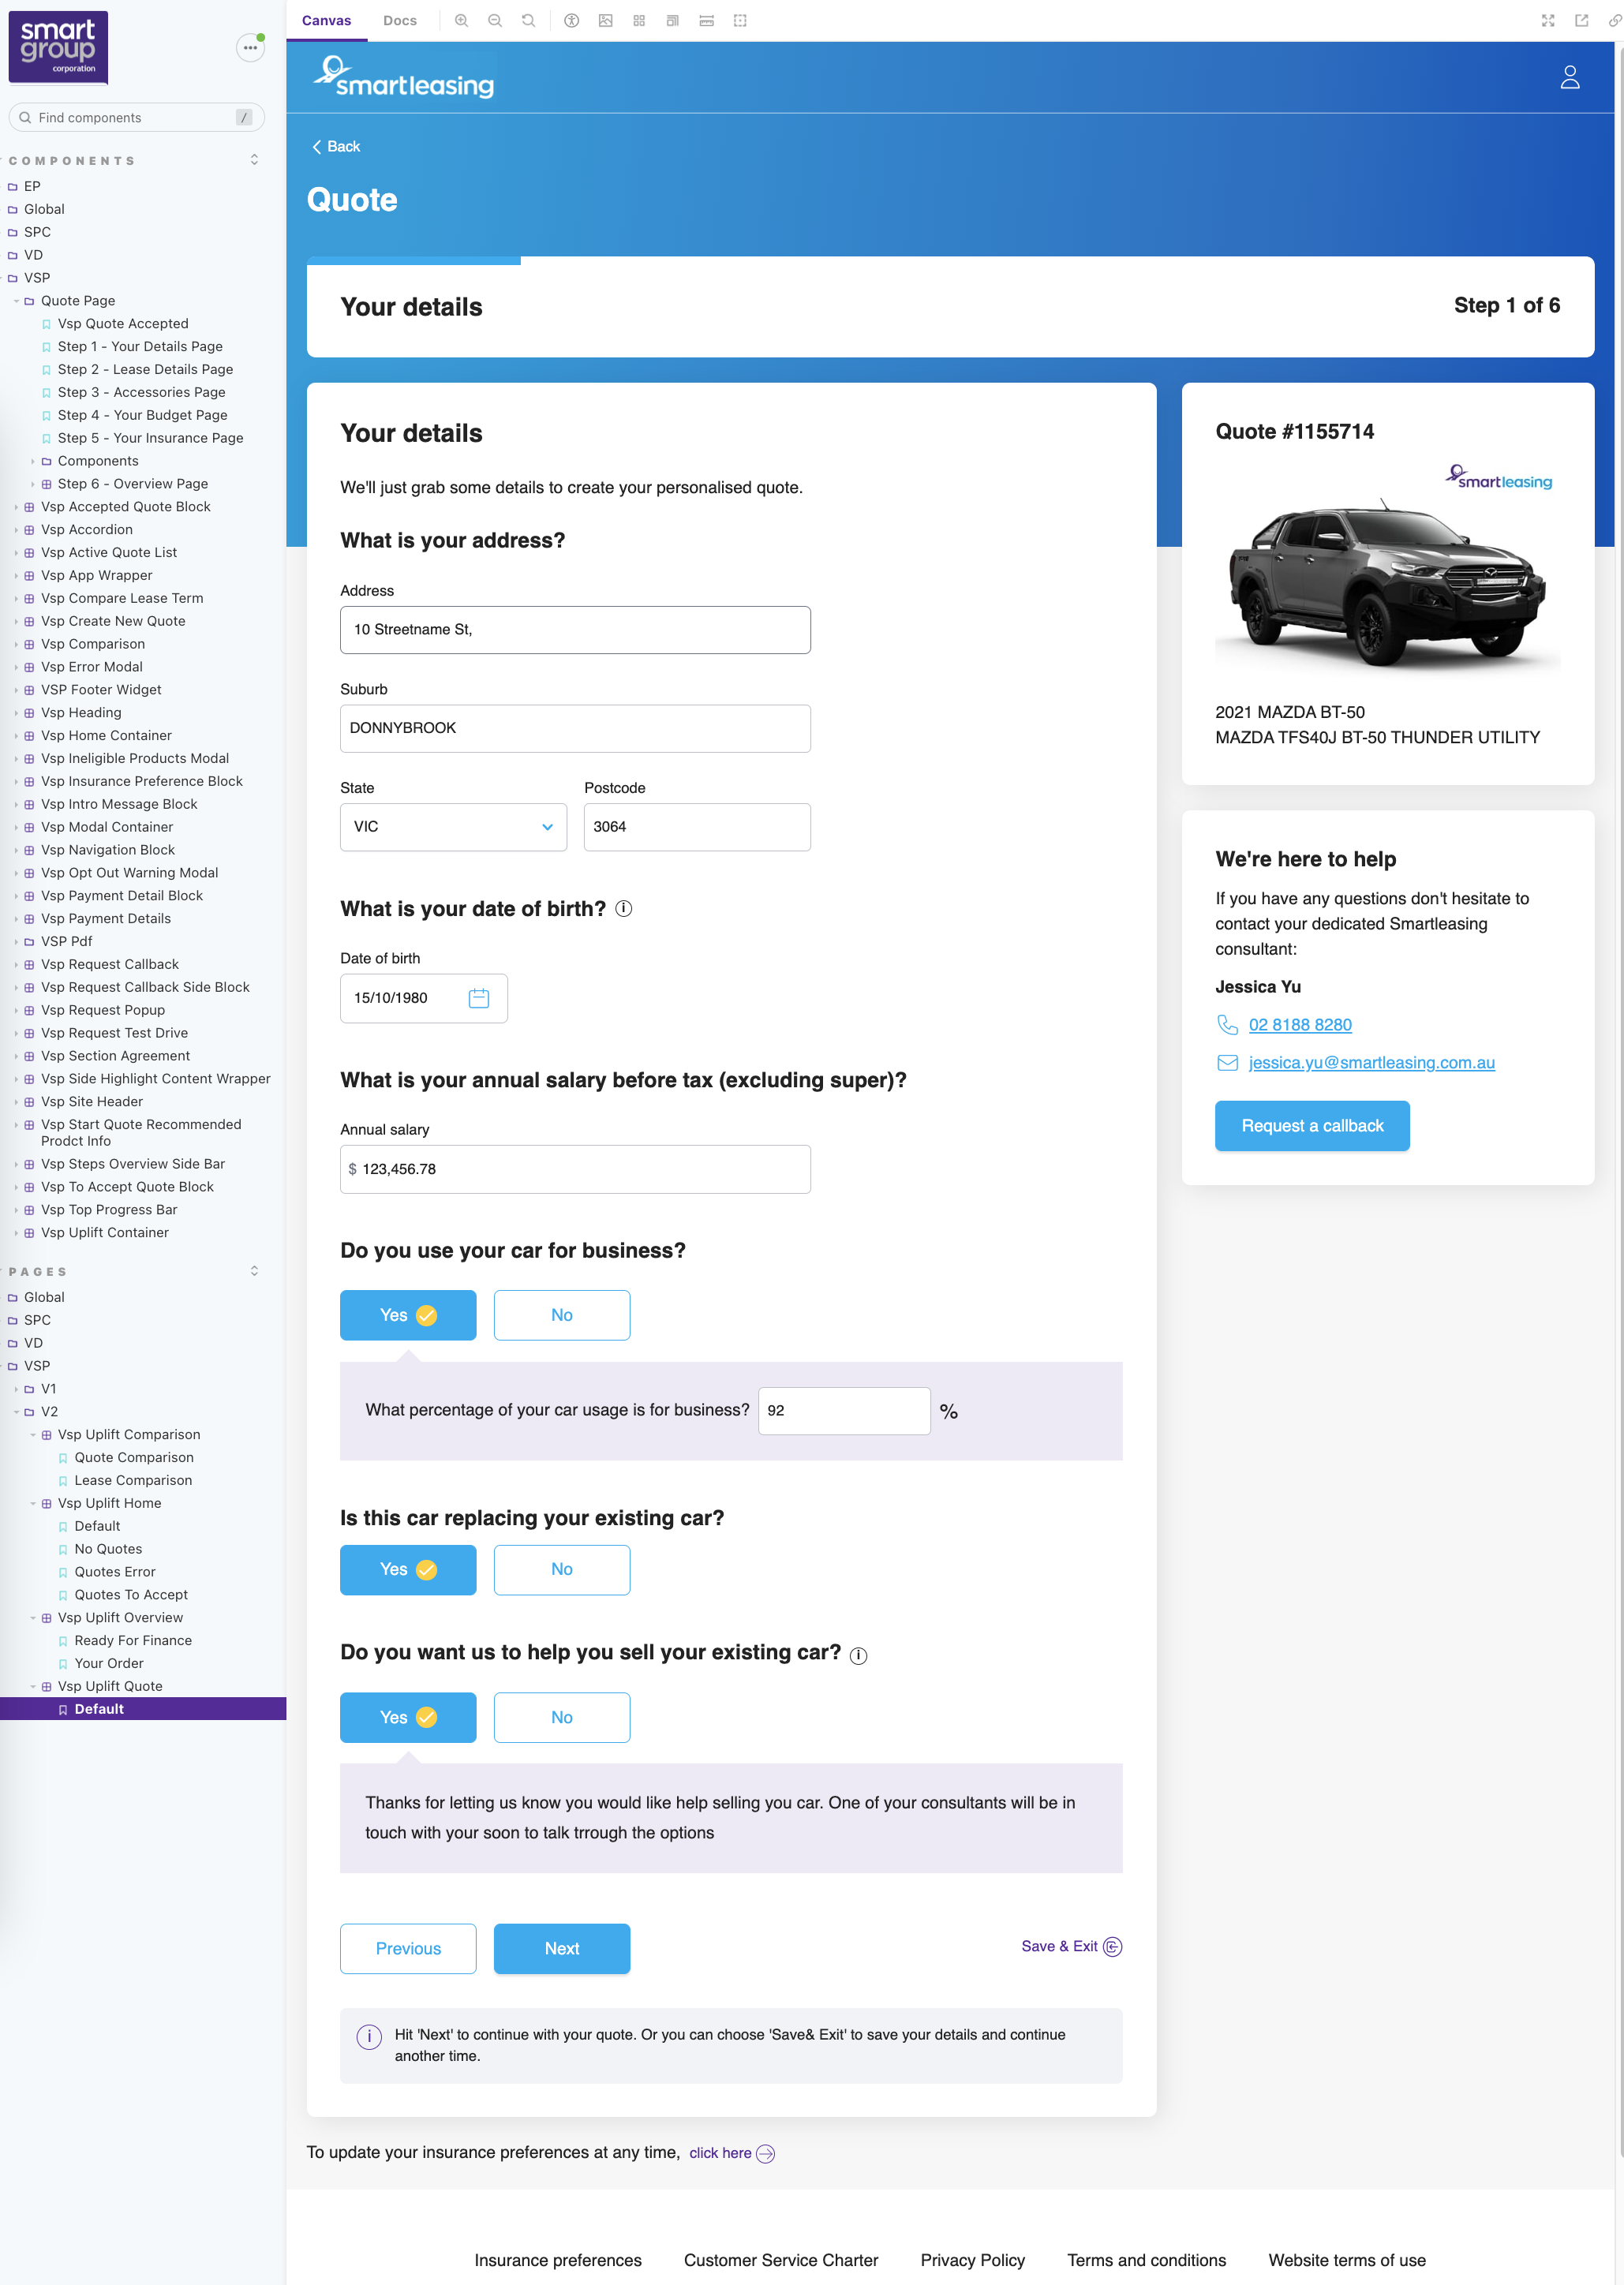 smart
group
corporation
Find components
/
COMPONENTS
EP
Global
SPC
VD
VSP
Quote Page
Vsp Quote Accepted
Step 1 - Your Details Page
Step 2 - Lease Details Page
Step 3 - Accessories Page
Step 4 - Your Budget Page
Step 5 - Your Insurance Page
Components
Step 6 - Overview Page
Vsp Accepted Quote Block
Vsp Accordion
Vsp Active Quote List
Vsp App Wrapper
Vsp Compare Lease Term
Vsp Create New Quote
Vsp Comparison
Vsp Error Modal
VSP Footer Widget
Vsp Heading
Vsp Home Container
Vsp Ineligible Products Modal
Vsp Insurance Preference Block
Vsp Intro Message Block
Vsp Modal Container
Vsp Navigation Block
Vsp Opt Out Warning Modal
Vsp Payment Detail Block
Vsp Payment Details
VSP Pdf
Vsp Request Callback
Vsp Request Callback Side Block
Vsp Request Popup
Vsp Request Test Drive
Vsp Section Agreement
Vsp Side Highlight Content Wrapper
Vsp Site Header
Vsp Start Quote Recommended
Prodct Info
Vsp Steps Overview Side Bar
Vsp To Accept Quote Block
Vsp Top Progress Bar
Vsp Uplift Container
PAGES
Global
SPC
VD
VSP
V1
V2
Vsp Uplift Comparison
Quote Comparison
Lease Comparison
Vsp Uplift Home
Default
No Quotes
Quotes Error
Quotes To Accept
Vsp Uplift Overview
Ready For Finance
Your Order
Vsp Uplift Quote
Default
Canvas Docs
smartleasing
Back
Quote
Your details
Step 1 of 6
Your details
We'll just grab some details to create your personalised quote.
What is your address?
Address
10 Streetname St,
Suburb
DONNYBROOK
State Postcode
VIC 3064
What is your date of birth?
Date of birth
15/10/1980
What is your annual salary before tax (excluding super)?
Annual salary
$ 123,456.78
Do you use your car for business?
Yes No
What percentage of your car usage is for business? 92 %
Is this car replacing your existing car?
Yes No
Do you want us to help you sell your existing car?
Yes No
Thanks for letting us know you would like help selling you car. One of your consultants will be in
touch with your soon to talk trrough the options
Previous Next Save & Exit
Hit 'Next' to continue with your quote. Or you can choose 'Save& Exit' to save your details and continue
another time.
Quote #1155714
smartleasing
2021 MAZDA BT-50
MAZDA TFS40J BT-50 THUNDER UTILITY
We're here to help
If you have any questions don't hesitate to
contact your dedicated Smartleasing
consultant:
Jessica Yu
02 8188 8280
jessica.yu@smartleasing.com.au
Request a callback
To update your insurance preferences at any time, click here
Insurance preferences Customer Service Charter Privacy Policy Terms and conditions Website terms of use